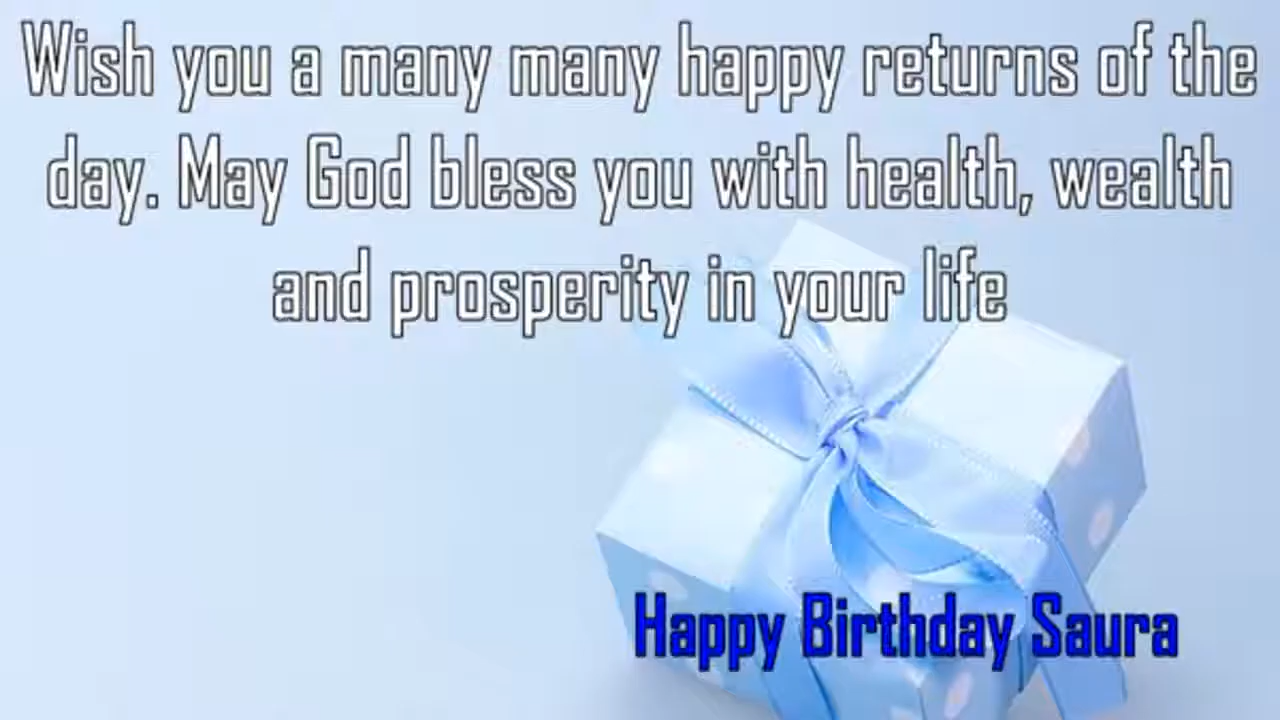 Wish you a many many happy returns of the
day. May God bless you with health, wealth
and prosperity in your life
Happy Birthday Saura